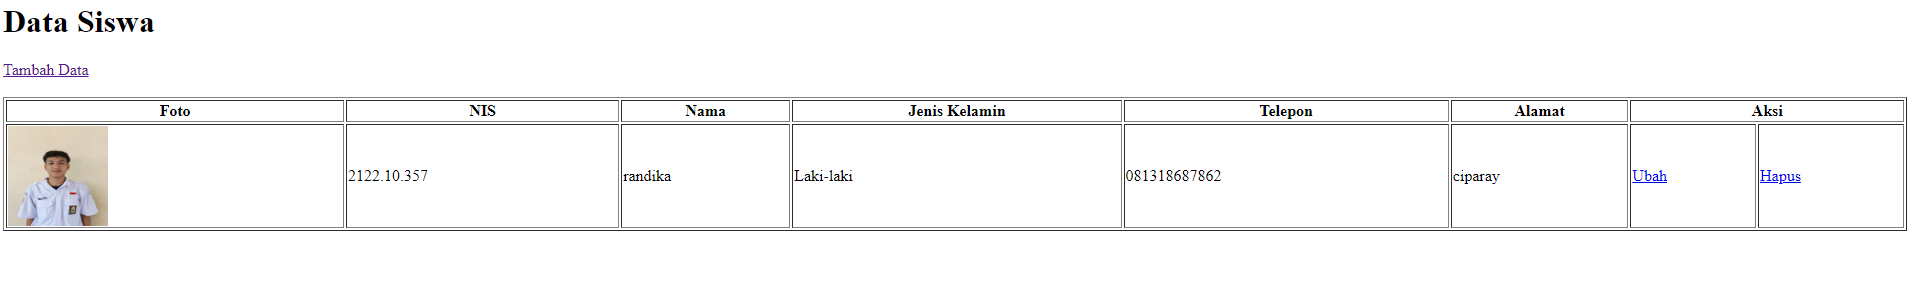 Data Siswa
Tambah Data
Foto NIS Nama Jenis Kelamin Telepon Alamat Aksi
2122.10.357 randika Laki-laki 081318687862 ciparay Ubah Hapus